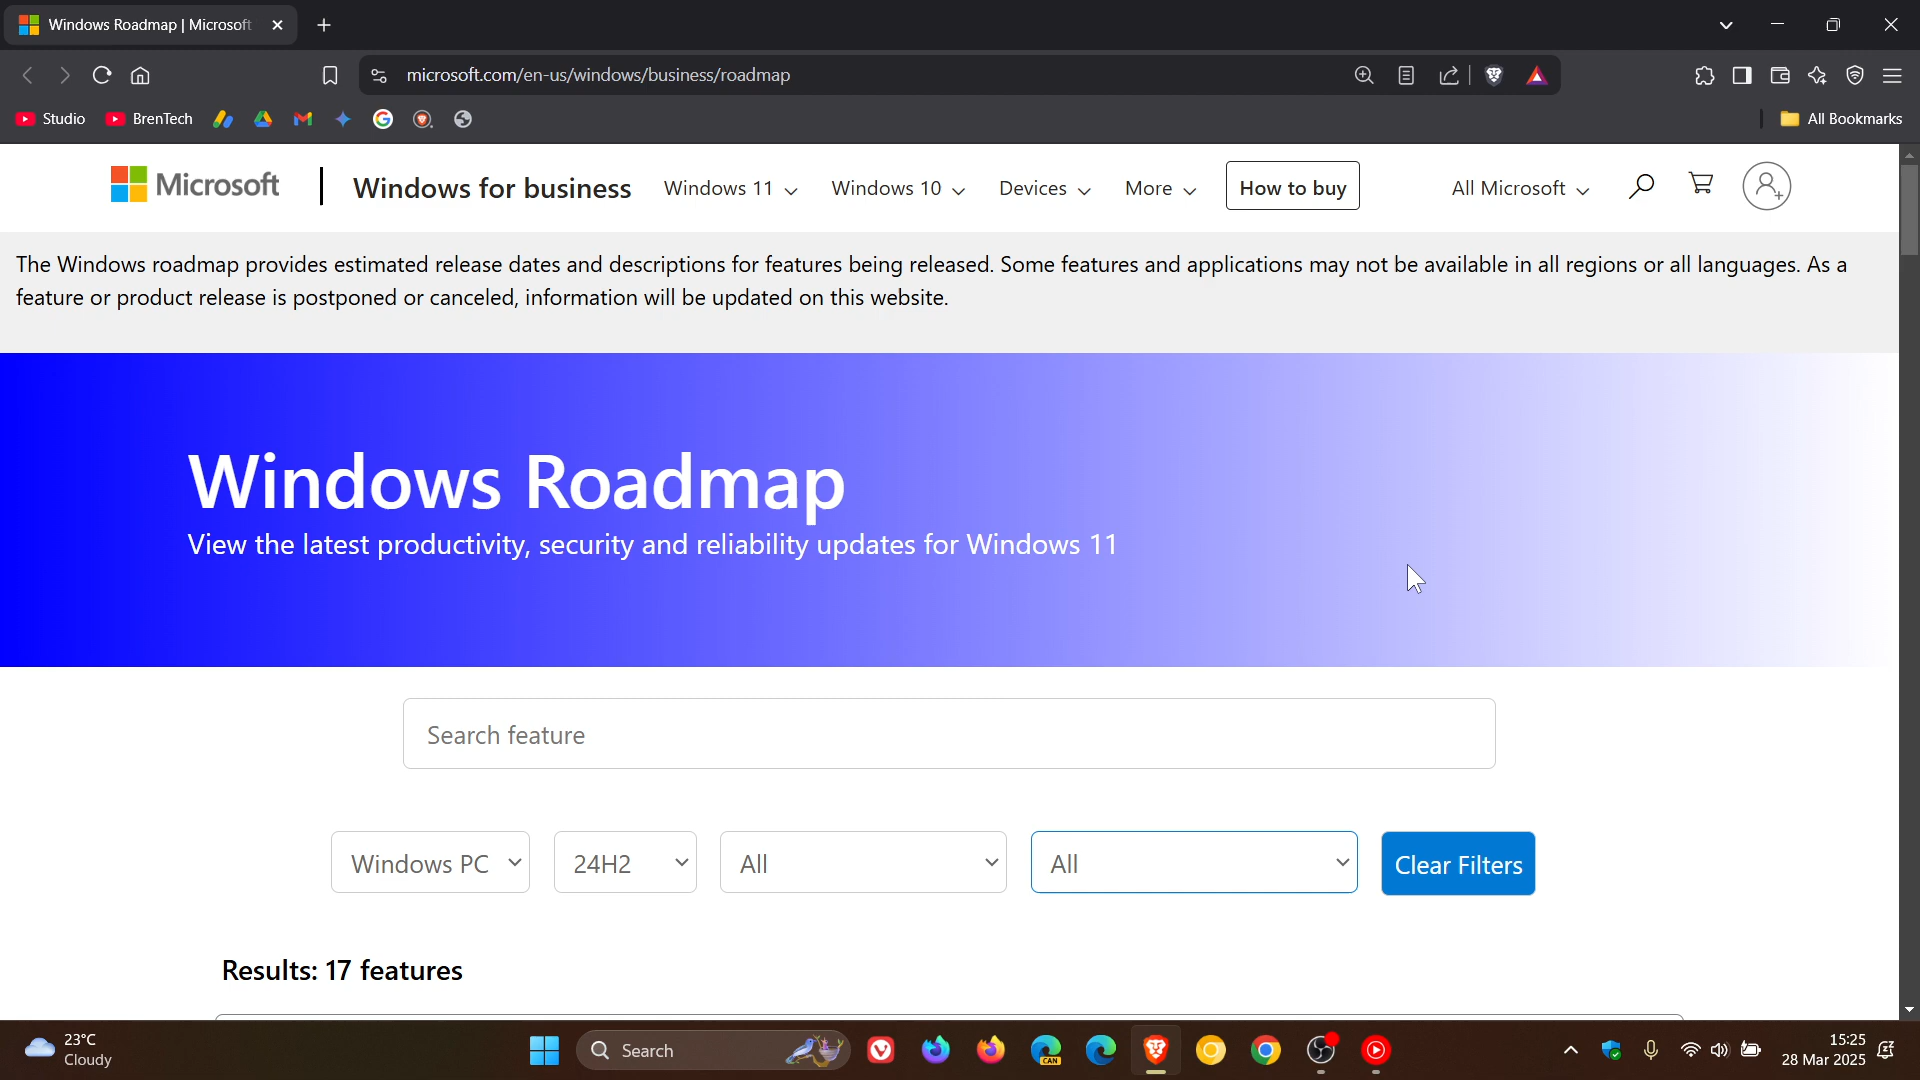 Windows Roadmap | Microsoft
microsoft.com/en-us/windows/business/roadmap
Studio BrenTech All Bookmarks
Microsoft Windows for business Windows 11 Windows 10 Devices More How to buy All Microsoft
The Windows roadmap provides estimated release dates and descriptions for features being released. Some features and applications may not be available in all regions or all languages. As a
feature or product release is postponed or canceled, information will be updated on this website.
Windows Roadmap
View the latest productivity, security and reliability updates for Windows 11
Search feature
Windows PC 24H2 All All Clear Filters
Results: 17 features
23°C
Cloudy
Search
CAN
15:25
28 Mar 2025